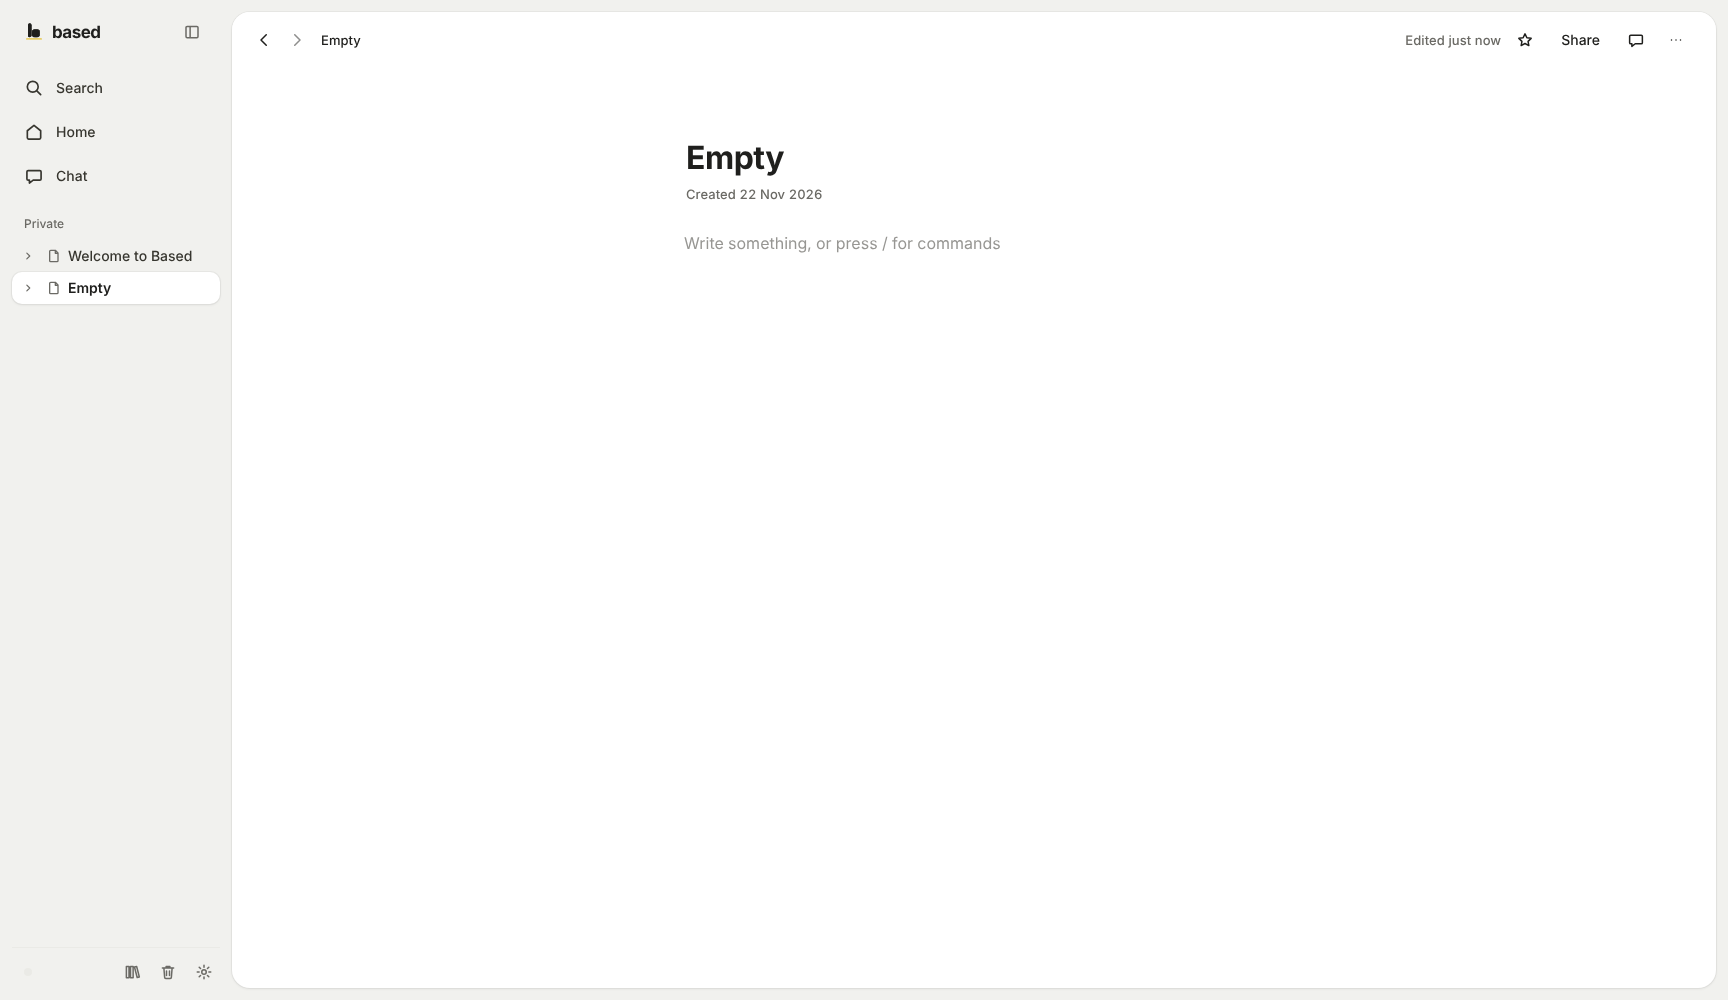 based
Search
Home
Chat
Private
Welcome to Based
Empty
Empty
Edited just now
Share
Empty
Created 22 Nov 2026
Write something, or press / for commands